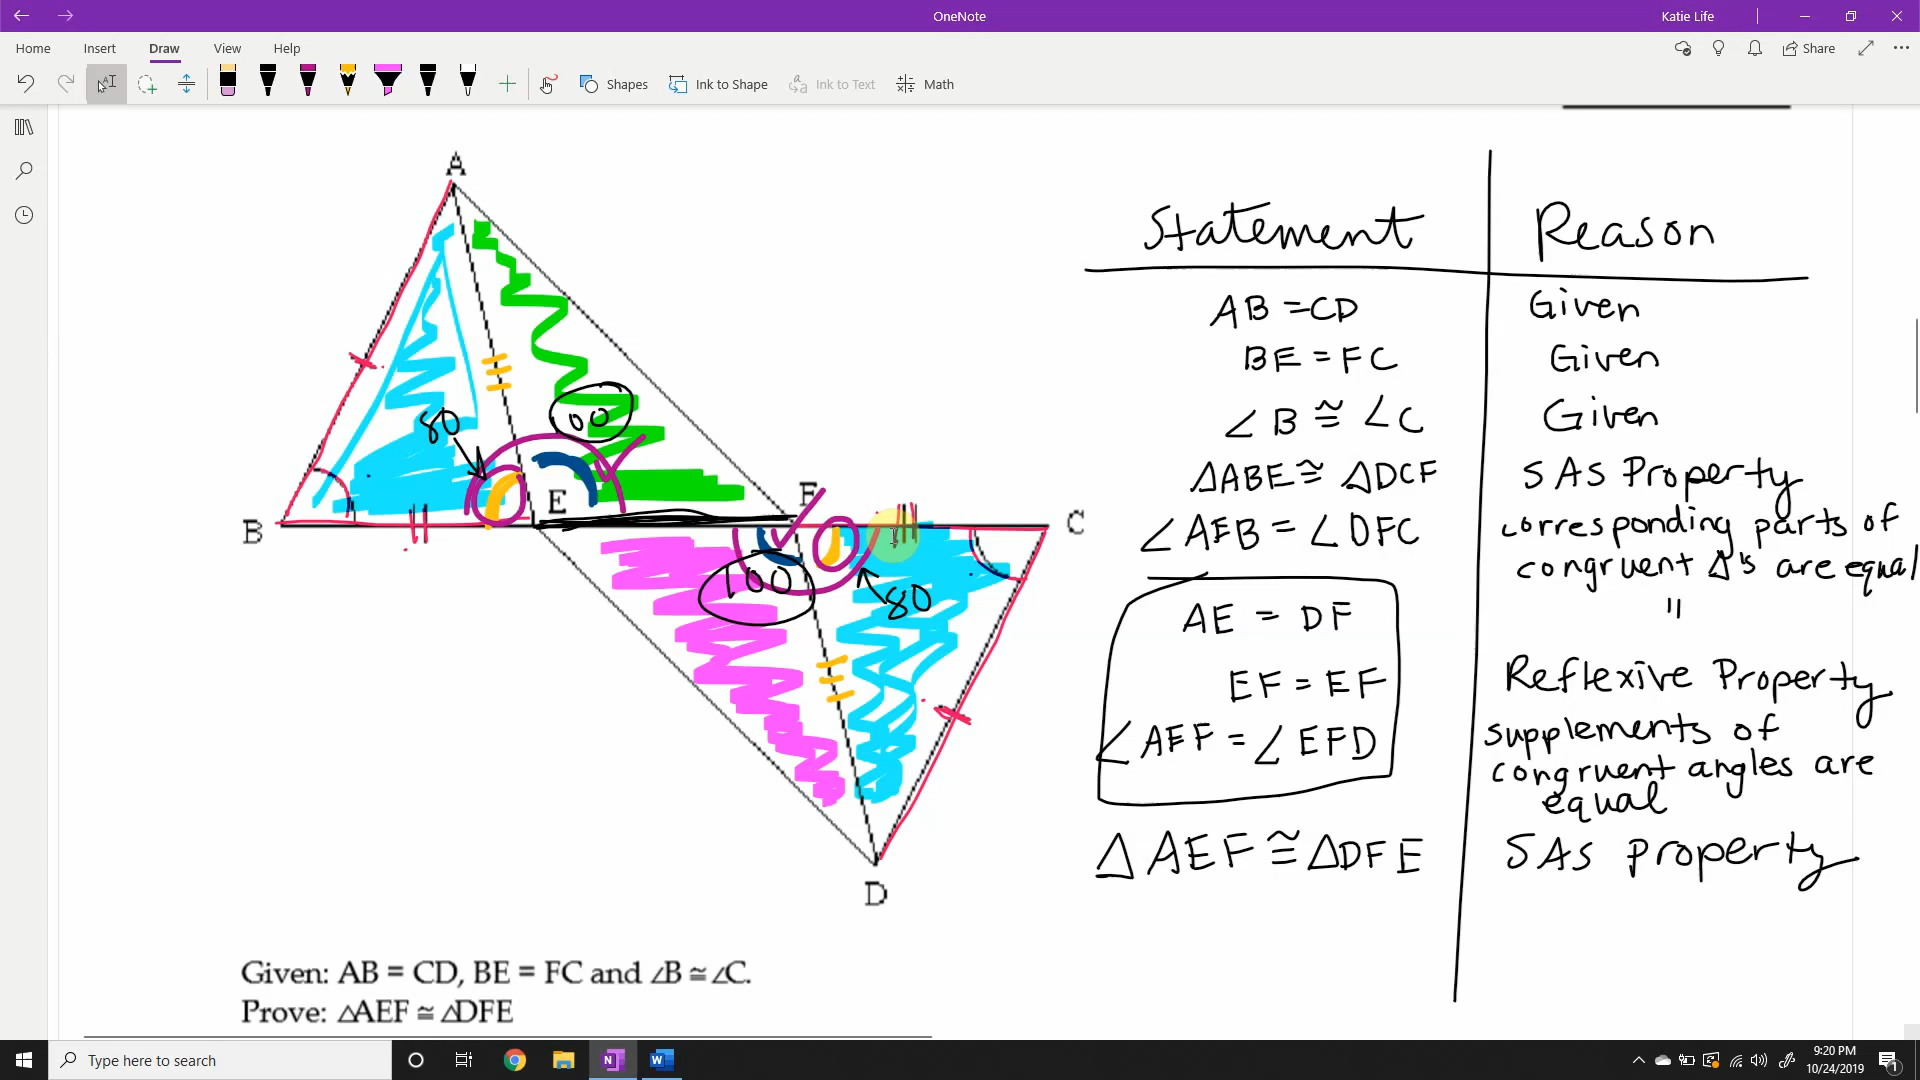 OneNote
Katie Life
Home Insert Draw View Help
Share
Shapes Ink to Shape Ink to Text Math
A
B
E
F
C
D
80
100
100
80
Statement Reason
AB = CD Given
BE = FC Given
∠B ≅ ∠C Given
△ABE ≅ △DCF SAS Property
∠AEB = ∠DFC corresponding parts of
congruent △'s are equal
AE = DF "
EF = EF Reflexive Property
∠AEF = ∠EFD supplements of
congruent angles are
equal
△AEF ≅ △DFE SAS property
Given: AB = CD, BE = FC and ∠B ≅ ∠C.
Prove: △AEF ≅ △DFE
Type here to search
9:20 PM
10/24/2019